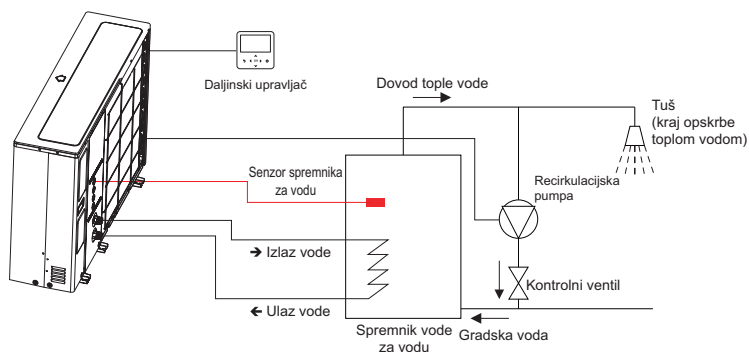 Daljinski upravljač
Dovod tople vode
Tuš
(kraj opskrbe
toplom vodom)
Senzor spremnika
za vodu
Recirkulacijska
pumpa
→ Izlaz vode
Kontrolni ventil
← Ulaz vode
Spremnik vode
za vodu
Gradska voda